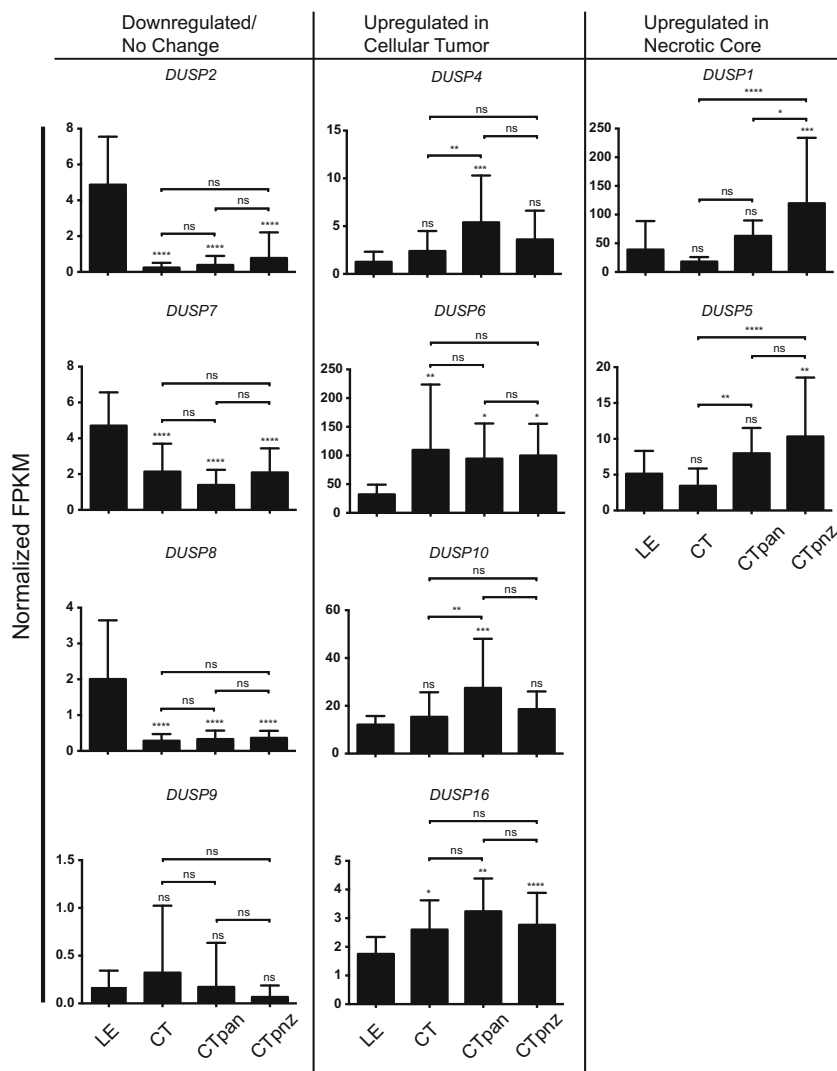 Downregulated/
No Change
Upregulated in
Cellular Tumor
Upregulated in
Necrotic Core
Normalized FPKM
DUSP2
8
6
4
2
0
ns
ns
ns
****
****
****
DUSP4
15
10
5
0
ns
ns
**
***
ns
ns
DUSP1
250
200
150
100
50
0
****
*
***
ns
ns
ns
DUSP7
8
6
4
2
0
ns
ns
ns
****
****
****
DUSP6
250
200
150
100
50
0
ns
ns
**
ns
*
*
DUSP5
20
15
10
5
0
****
ns
**
**
ns
ns
LE
CT
CTpan
CTpnz
DUSP8
4
3
2
1
0
ns
ns
ns
****
****
****
DUSP10
60
40
20
0
ns
ns
**
***
ns
ns
DUSP9
1.5
1.0
0.5
0.0
ns
ns
ns
ns
ns
ns
LE
CT
CTpan
CTpnz
DUSP16
5
4
3
2
1
0
ns
ns
ns
*
**
****
LE
CT
CTpan
CTpnz